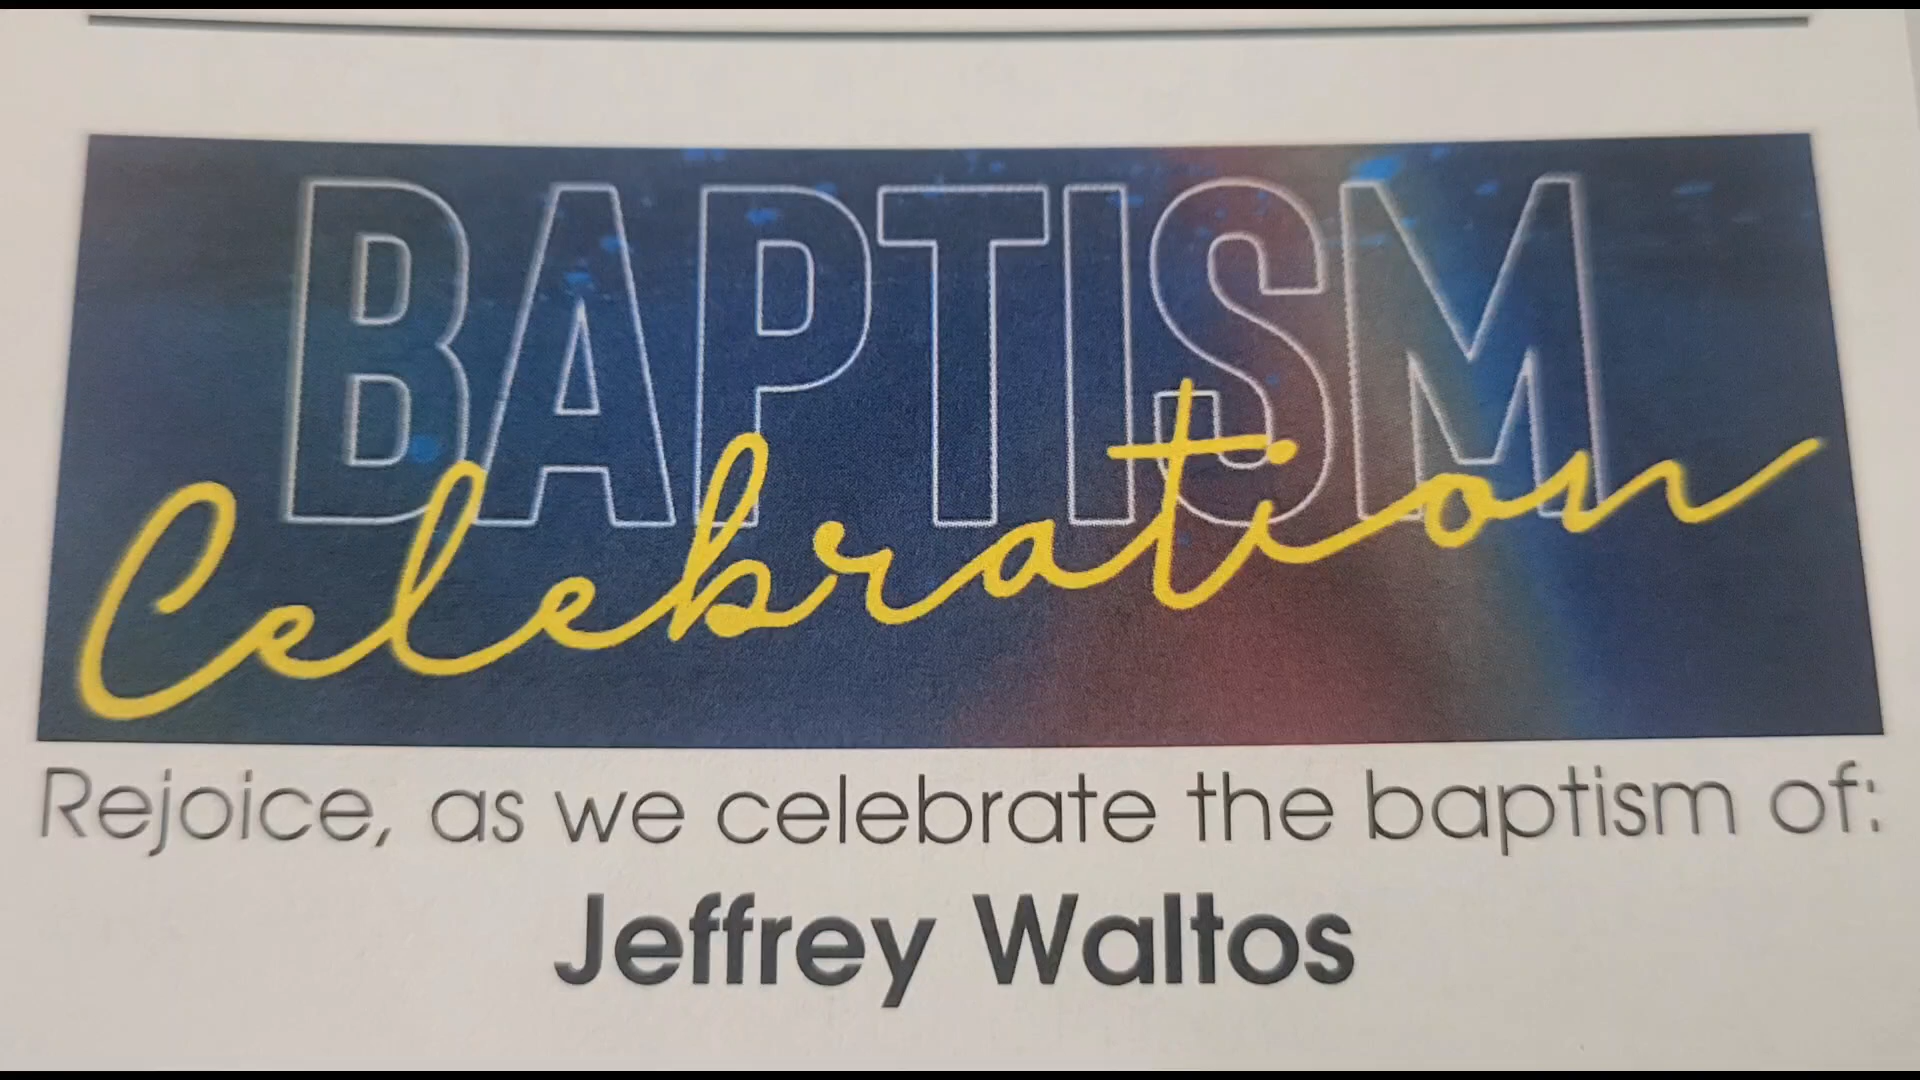 BAPTISM
Celebration
Rejoice, as we celebrate the baptism of:
Jeffrey Waltos